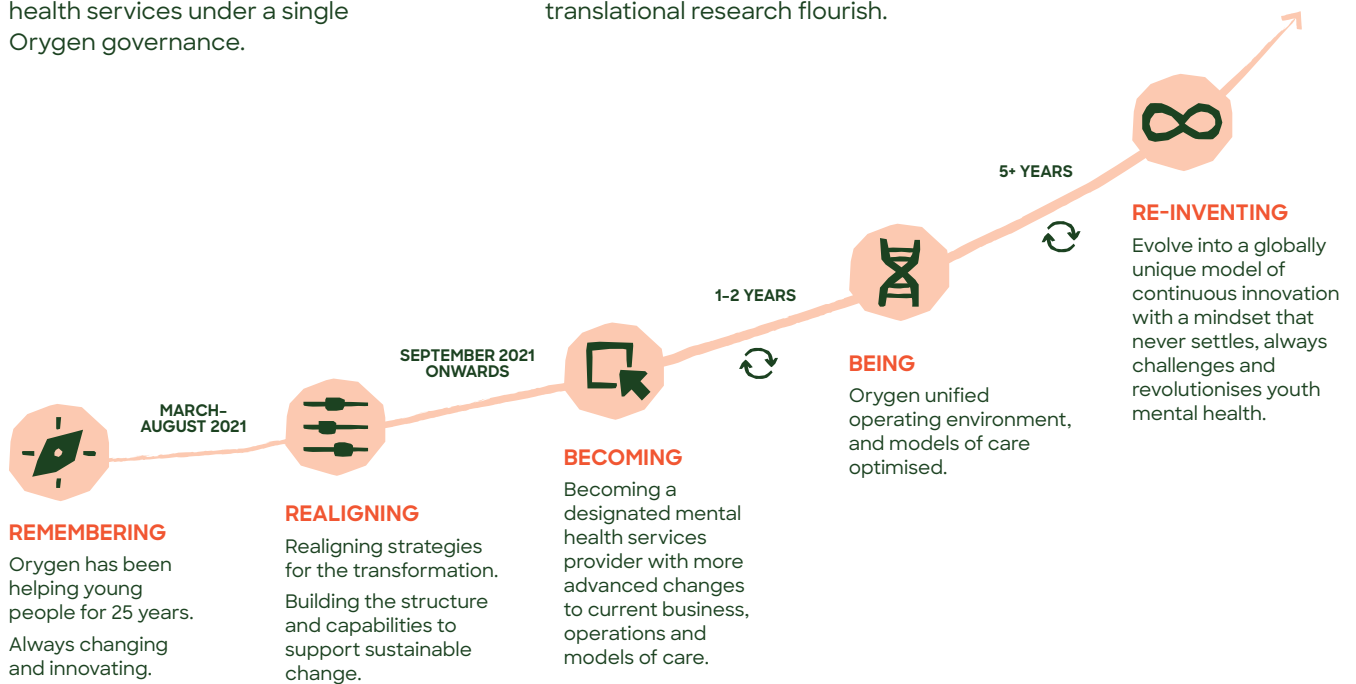 health services under a single
Orygen governance.
translational research flourish.
MARCH–
AUGUST 2021
SEPTEMBER 2021
ONWARDS
1–2 YEARS
5+ YEARS
REMEMBERING
Orygen has been
helping young
people for 25 years.
Always changing
and innovating.
REALIGNING
Realigning strategies
for the transformation.
Building the structure
and capabilities to
support sustainable
change.
BECOMING
Becoming a
designated mental
health services
provider with more
advanced changes
to current business,
operations and
models of care.
BEING
Orygen unified
operating environment,
and models of care
optimised.
RE-INVENTING
Evolve into a globally
unique model of
continuous innovation
with a mindset that
never settles, always
challenges and
revolutionises youth
mental health.